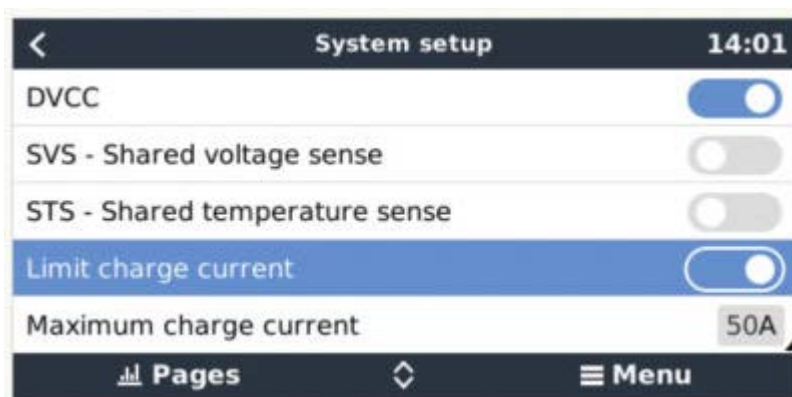 System setup 14:01
DVCC
SVS - Shared voltage sense
STS - Shared temperature sense
Limit charge current
Maximum charge current 50A
Pages Menu